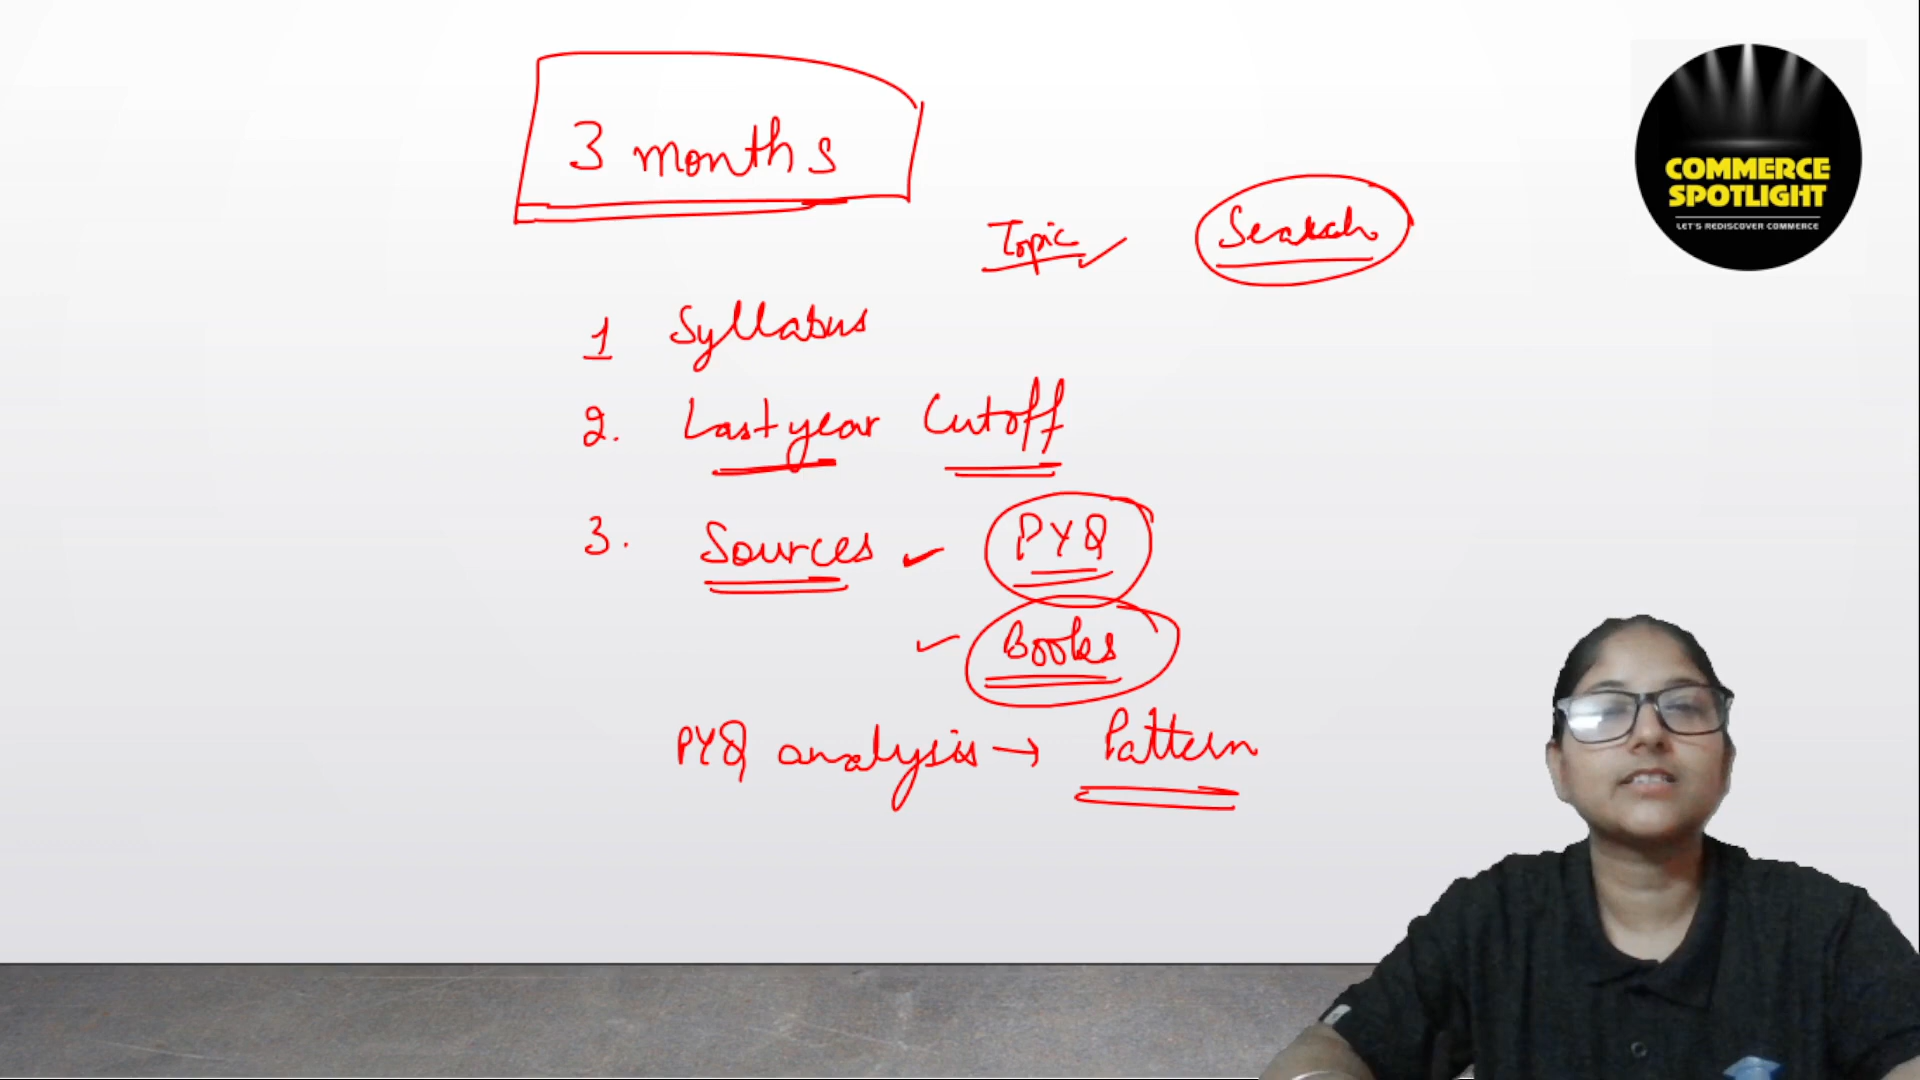 3 months
Topic
Search
COMMERCE
SPOTLIGHT
LET'S REDISCOVER COMMERCE
1 Syllabus
2. Last year Cutoff
3. Sources PYQ
Books
PYQ analysis → Pattern